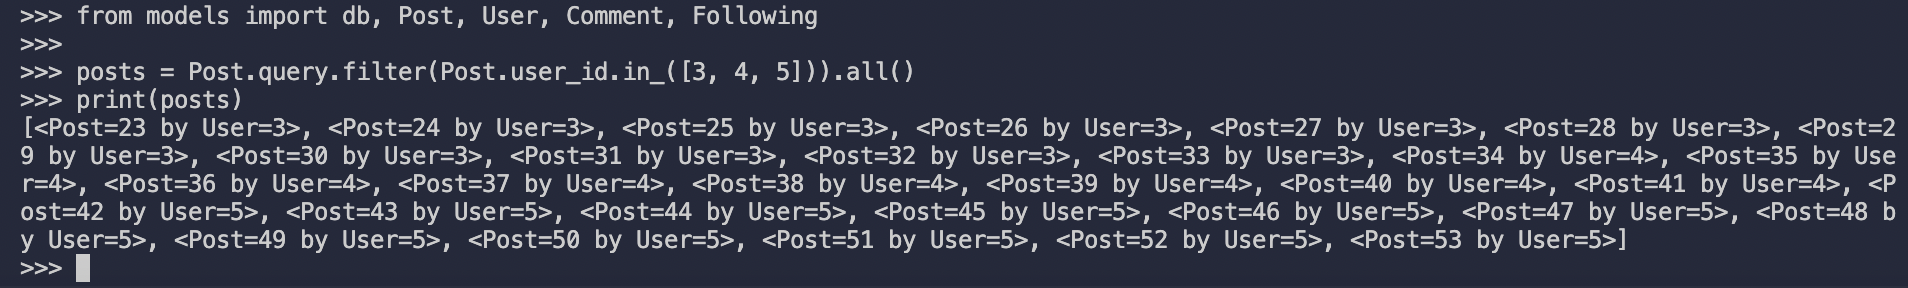 >>> from models import db, Post, User, Comment, Following
>>>
>>> posts = Post.query.filter(Post.user_id.in_([3, 4, 5])).all()
>>> print(posts)
[<Post=23 by User=3>, <Post=24 by User=3>, <Post=25 by User=3>, <Post=26 by User=3>, <Post=27 by User=3>, <Post=28 by User=3>, <Post=2
9 by User=3>, <Post=30 by User=3>, <Post=31 by User=3>, <Post=32 by User=3>, <Post=33 by User=3>, <Post=34 by User=4>, <Post=35 by Use
r=4>, <Post=36 by User=4>, <Post=37 by User=4>, <Post=38 by User=4>, <Post=39 by User=4>, <Post=40 by User=4>, <Post=41 by User=4>, <P
ost=42 by User=5>, <Post=43 by User=5>, <Post=44 by User=5>, <Post=45 by User=5>, <Post=46 by User=5>, <Post=47 by User=5>, <Post=48 b
y User=5>, <Post=49 by User=5>, <Post=50 by User=5>, <Post=51 by User=5>, <Post=52 by User=5>, <Post=53 by User=5>]
>>>